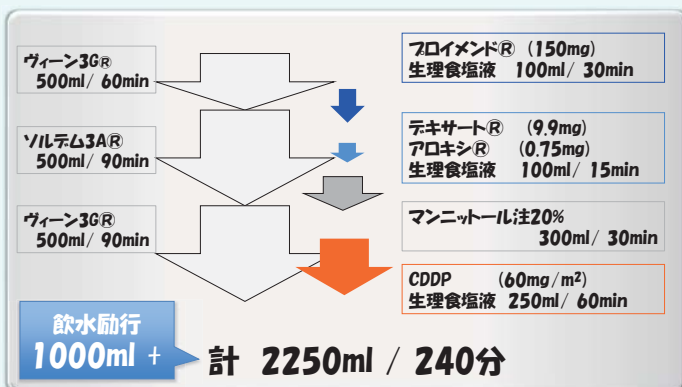 ヴィーン3G®
500ml/ 60min
ソルデム3A®
500ml/ 90min
ヴィーン3G®
500ml/ 90min
プロイメンド® (150mg)
生理食塩液 100ml/ 30min
デキサート® (9.9mg)
アロキシ® (0.75mg)
生理食塩液 100ml/ 15min
マンニットール注20%
300ml/ 30min
CDDP (60mg/m²)
生理食塩液 250ml/ 60min
飲水励行
1000ml +
計 2250ml / 240分